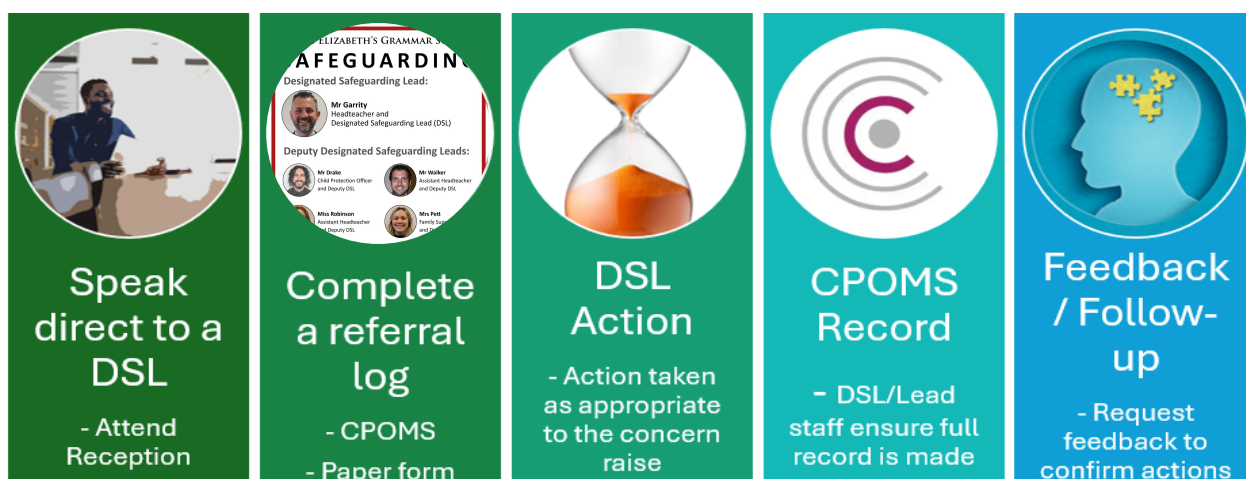 Speak
direct to a
DSL
- Attend
Reception
ELIZABETH'S GRAMMAR
AFEGUARDING
Designated Safeguarding Lead:
Mr Garrity
Headteacher and
Designated Safeguarding Lead (DSL)
Deputy Designated Safeguarding Leads:
Mr Drake
Child Protection Officer
and Deputy DSL
Mr Walker
Assistant Headteacher
and Deputy DSL
Miss Robinson
Assistant Headteacher
Deputy DSL
Mrs Pett
Family
Complete
a referral
log
- CPOMS
- Paper form
DSL
Action
- Action taken
as appropriate
to the concern
raise
CPOMS
Record
- DSL/Lead
staff ensure full
record is made
Feedback
/ Follow-
up
- Request
feedback to
confirm actions